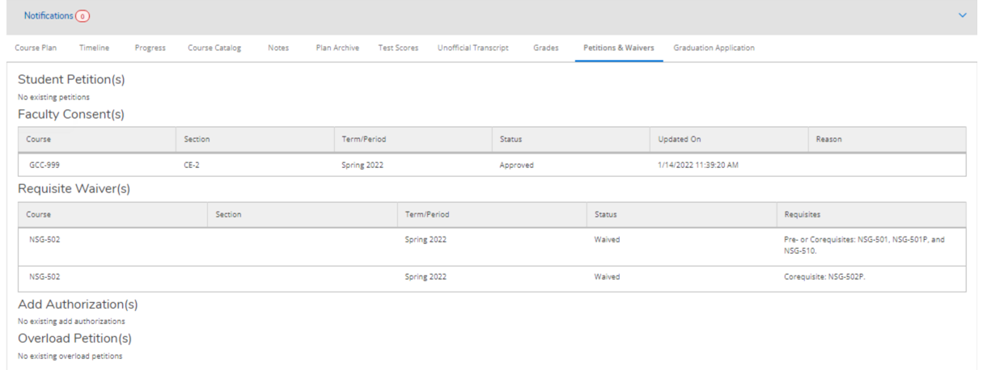 Notifications 0
Course Plan Timeline Progress Course Catalog Notes Plan Archive Test Scores Unofficial Transcript Grades Petitions & Waivers Graduation Application
Student Petition(s)
No existing petitions
Faculty Consent(s)
Course Section Term/Period Status Updated On Reason
GCC-999 CE-2 Spring 2022 Approved 1/14/2022 11:39:20 AM
Requisite Waiver(s)
Course Section Term/Period Status Requisites
NSG-502 Spring 2022 Waived Pre- or Corequisites: NSG-501, NSG-501P, and
NSG-510.
NSG-502 Spring 2022 Waived Corequisite: NSG-502P.
Add Authorization(s)
No existing add authorizations
Overload Petition(s)
No existing overload petitions